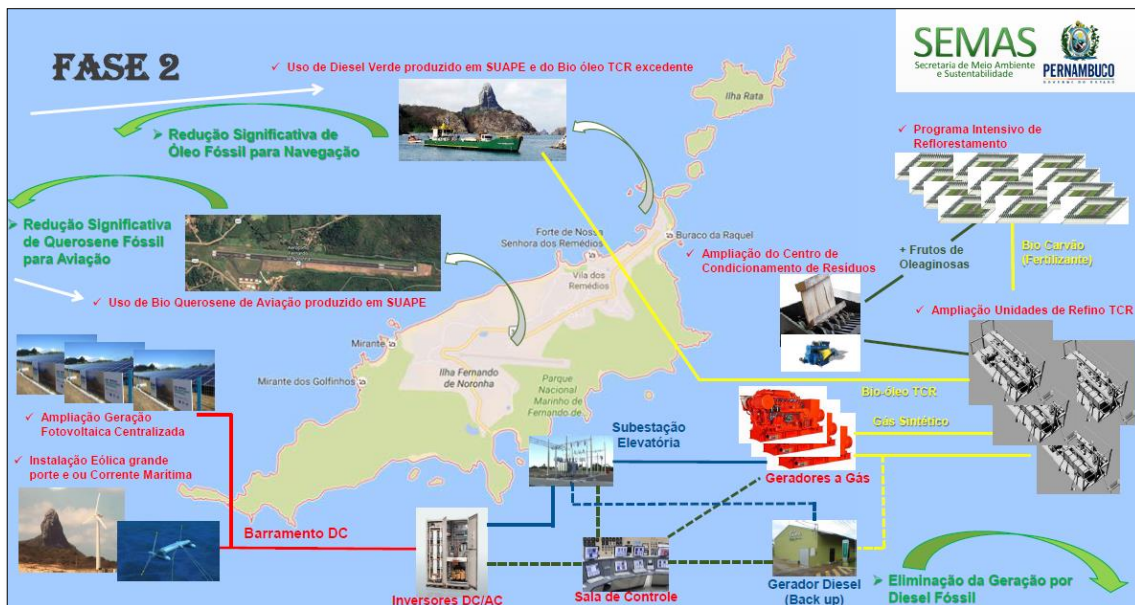 FASE 2
✓ Uso de Diesel Verde produzido em SUAPE e do Bio óleo TCR excedente
SEMAS
Secretaria de Meio Ambiente
e Sustentabilidade
PERNAMBUCO
GOVERNO DO ESTADO
Ilha Rata
➤ Redução Significativa de
Óleo Fóssil para Navegação
✓ Programa Intensivo de
Reflorestamento
➤ Redução Significativa
de Querosene Fóssil
para Aviação
Forte de Nossa
Senhora dos Remédios
Buraco da Raquel
Vila dos
Remédios
✓ Ampliação do Centro de
Condicionamento de Resíduos
+ Frutos de
Oleaginosas
Bio Carvão
(Fertilizante)
✓ Uso de Bio Querosene de Aviação produzido em SUAPE
✓ Ampliação Unidades de Refino TCR
Mirante
Mirante dos Golfinhos
Ilha Fernando
de Noronha
Parque
Nacional
Marinho de
Fernando de...
Bio-óleo TCR
Gás Sintético
✓ Ampliação Geração
Fotovoltaica Centralizada
Subestação
Elevatória
Geradores a Gás
✓ Instalação Eólica grande
porte e ou Corrente Marítima
Barramento DC
Inversores DC/AC
Sala de Controle
Gerador Diesel
(Back up)
➤ Eliminação da Geração por
Diesel Fóssil